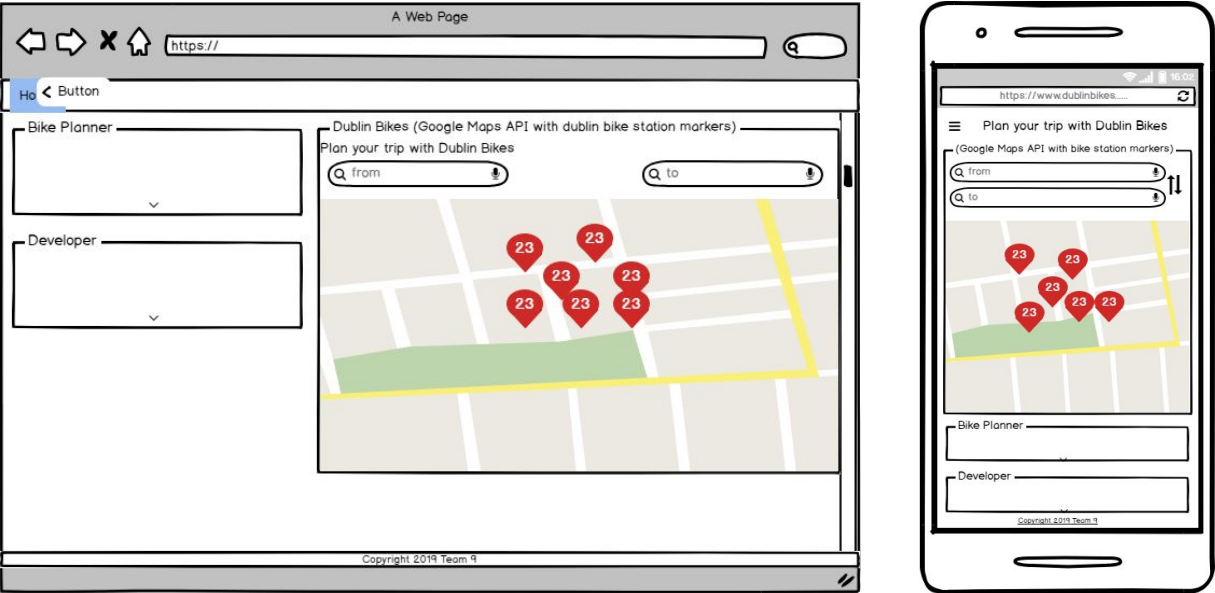 A Web Page
https://
Ho
Button
Bike Planner
Developer
Dublin Bikes (Google Maps API with dublin bike station markers)
Plan your trip with Dublin Bikes
from
to
23
23
23
23
23
23
23
Copyright 2019 Team 9
16:02
https://www.dublinbikes.....
Plan your trip with Dublin Bikes
(Google Maps API with bike station markers)
from
to
23
23
23
23
23
23
Bike Planner
Developer
Copyright 2019 Team 9